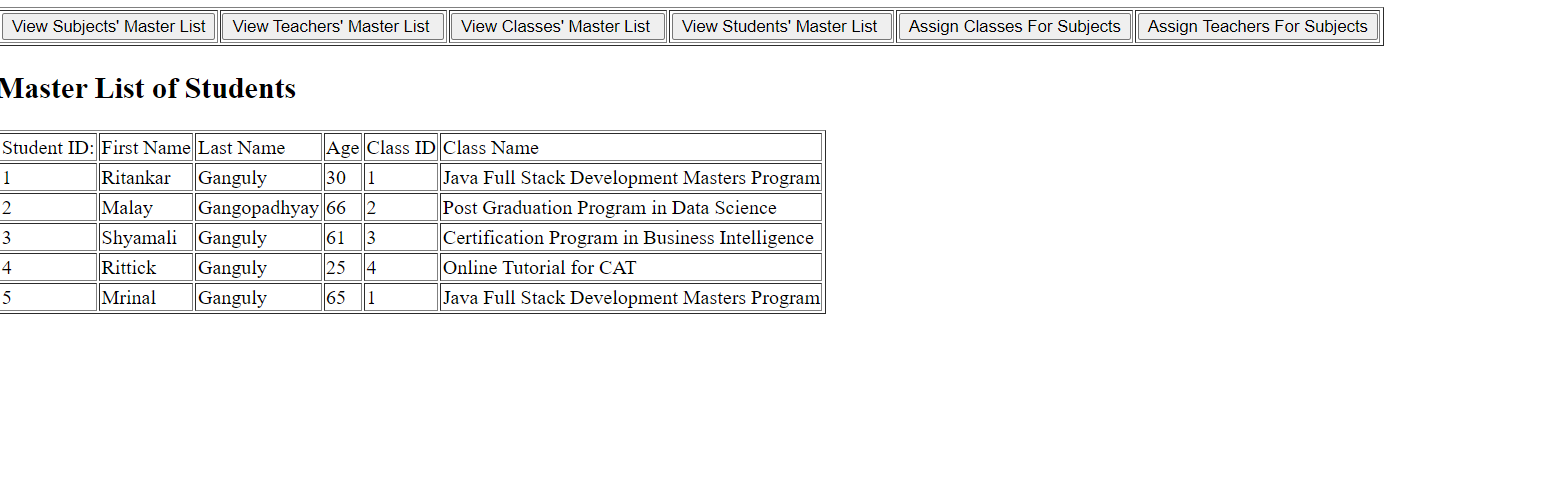 View Subjects' Master List View Teachers' Master List View Classes' Master List View Students' Master List Assign Classes For Subjects Assign Teachers For Subjects
Master List of Students
Student ID: First Name Last Name Age Class ID Class Name
1 Ritankar Ganguly 30 1 Java Full Stack Development Masters Program
2 Malay Gangopadhyay 66 2 Post Graduation Program in Data Science
3 Shyamali Ganguly 61 3 Certification Program in Business Intelligence
4 Rittick Ganguly 25 4 Online Tutorial for CAT
5 Mrinal Ganguly 65 1 Java Full Stack Development Masters Program